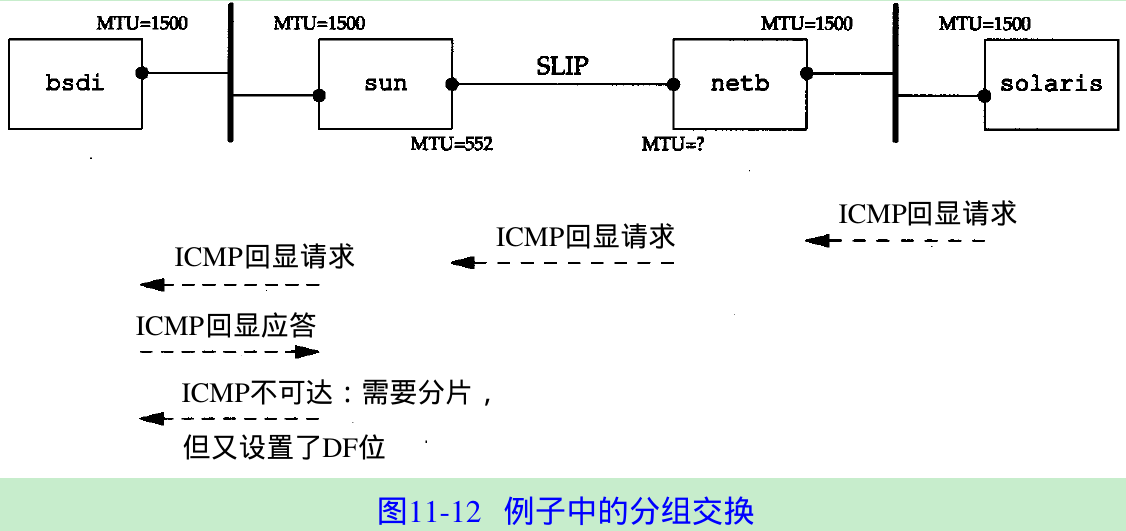 MTU=1500 MTU=1500 MTU=1500 MTU=1500
bsdi sun SLIP netb solaris
MTU=552 MTU=?
ICMP回显请求
ICMP回显请求
ICMP回显请求
ICMP回显应答
ICMP不可达：需要分片，
但又设置了DF位
图11-12 例子中的分组交换